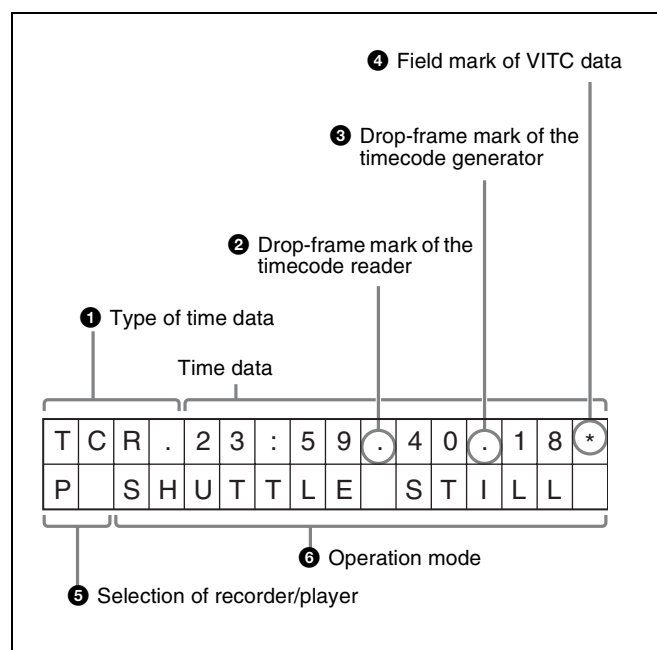 ❹ Field mark of VITC data
❸ Drop-frame mark of the
timecode generator
❷ Drop-frame mark of the
timecode reader
❶ Type of time data
Time data
T C R . 2 3 : 5 9 . 4 0 . 1 8 *
P S H U T T L E S T I L L
❻ Operation mode
❺ Selection of recorder/player